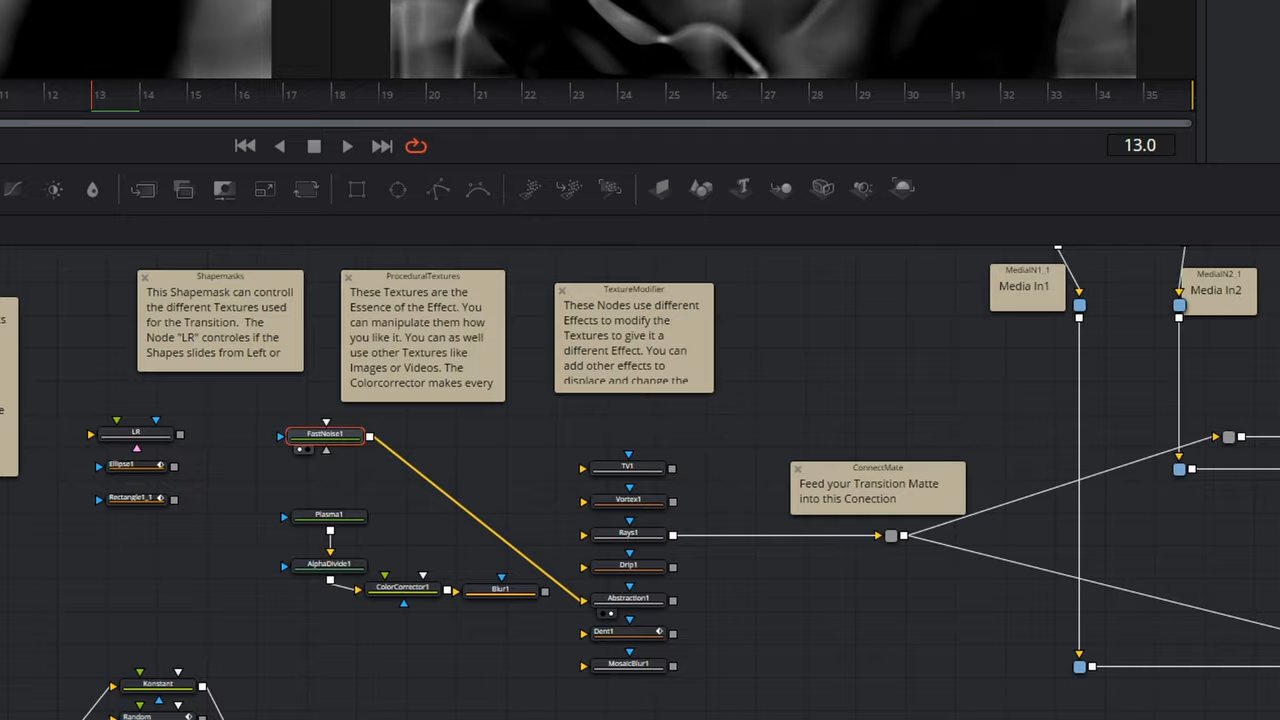 11 12 13 14 15 16 17 18 19 20 21 22 23 24 25 26 27 28 29 30 31 32 33 34 35
13.0
Shapemasks
This Shapemask can controll
the different Textures used
for the Transition. The
Node "LR" controles if the
Shapes slides from Left or
ProceduralTextures
These Textures are the
Essence of the Effect. You
can manipulate them how
you like it. You can as well
use other Textures like
Images or Videos. The
Colorcorrector makes every
TextureModifier
These Nodes use different
Effects to modify the
Textures to give it a
different Effect. You can
add other effects to
displace and change the
MediaIN1_1
Media In1
MediaIN2_1
Media In2
LR
Ellipse1
Rectangle1_1
FastNoise1
Plasma1
AlphaDivide1
ColorCorrector1
Blur1
TV1
Vortex1
Rays1
Drip1
Abstraction1
Dent1
MosaicBlur1
ConnectMate
Feed your Transition Matte
into this Conection
Konstant
Random